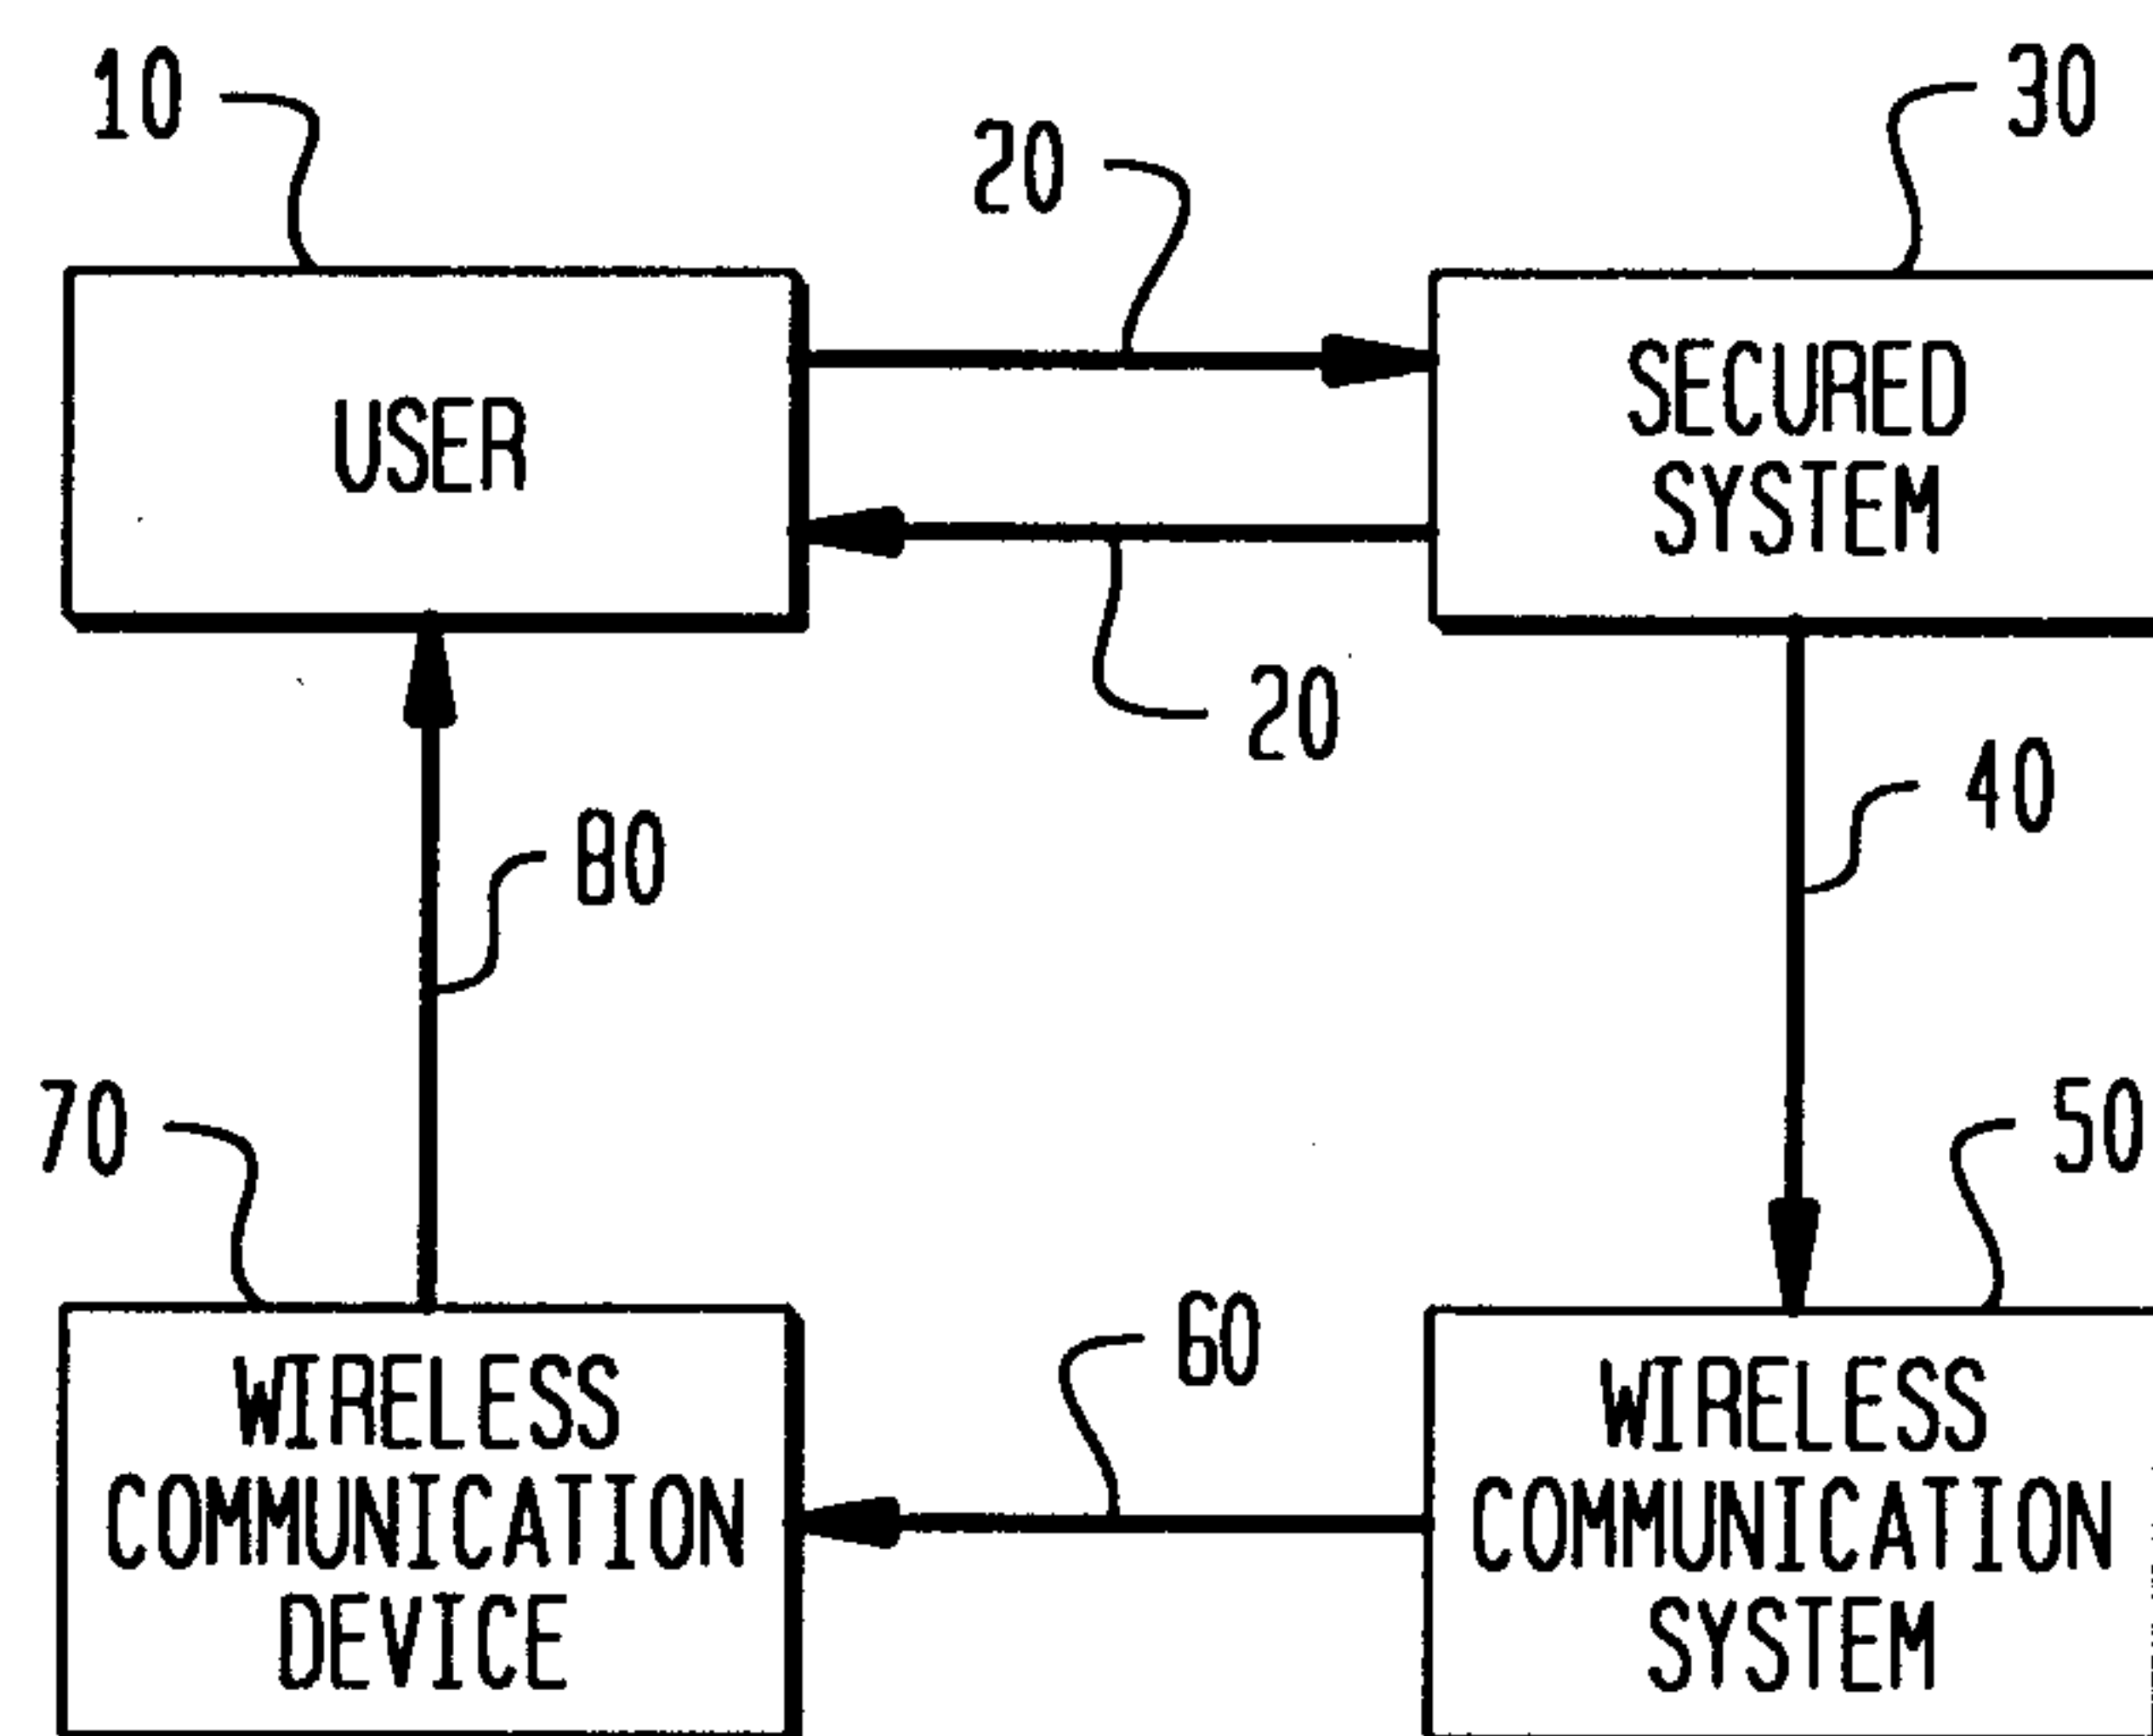 10
20
30
USER
SECURED
SYSTEM
20
40
80
70
50
60
WIRELESS
COMMUNICATION
DEVICE
WIRELESS
COMMUNICATION
SYSTEM